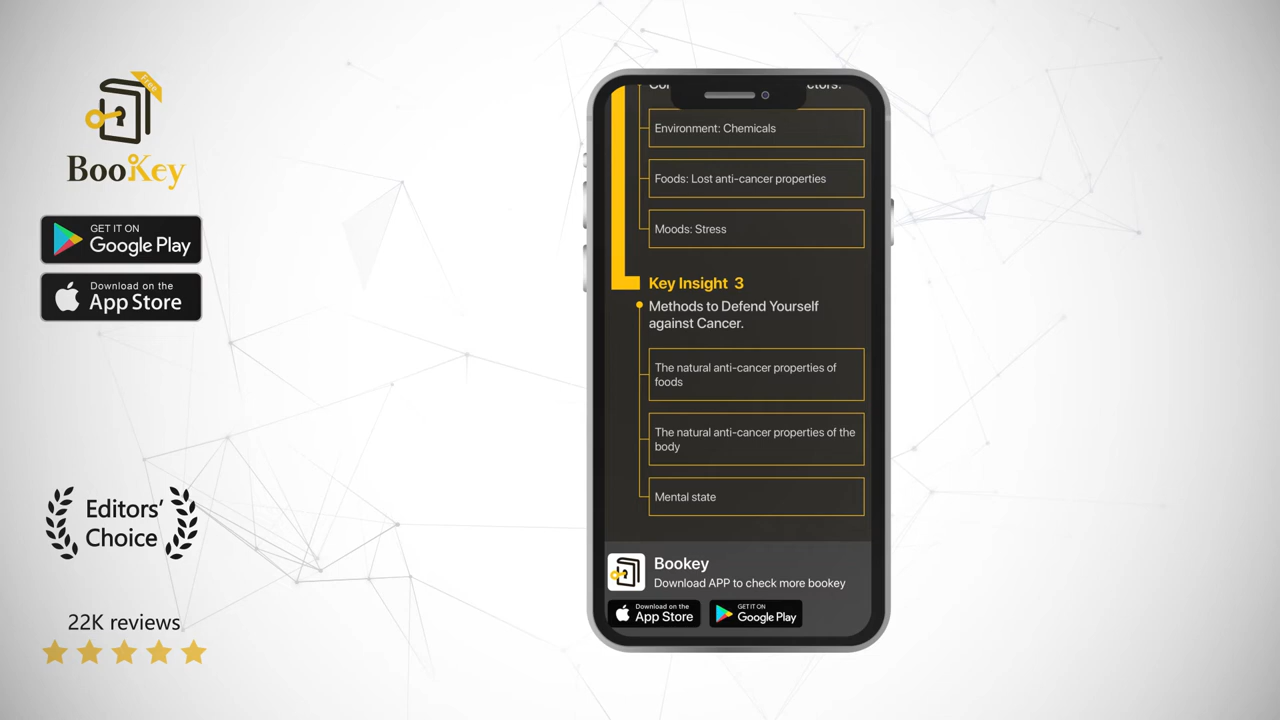 Free
BooKey
GET IT ON
Google Play
Download on the
App Store
Editors’
Choice
22K reviews
Environment: Chemicals
Foods: Lost anti-cancer properties
Moods: Stress
Key Insight 3
Methods to Defend Yourself
against Cancer.
The natural anti-cancer properties of
foods
The natural anti-cancer properties of the
body
Mental state
Bookey
Download APP to check more bookey
Download on the
App Store
GET IT ON
Google Play